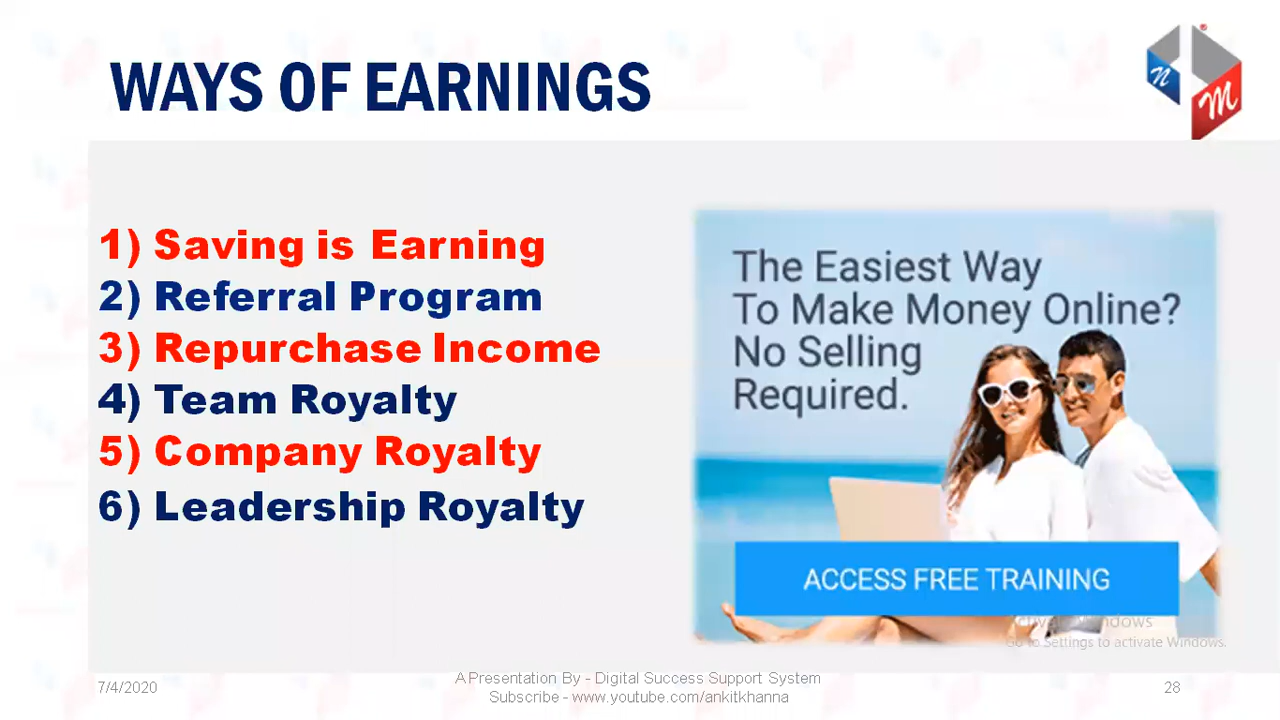 WAYS OF EARNINGS
n
M
1) Saving is Earning
2) Referral Program
3) Repurchase Income
4) Team Royalty
5) Company Royalty
6) Leadership Royalty
The Easiest Way
To Make Money Online?
No Selling
Required.
ACCESS FREE TRAINING
Activate Windows
Go to Settings to activate Windows.
7/4/2020
A Presentation By - Digital Success Support System
Subscribe - www.youtube.com/ankitkhanna
28